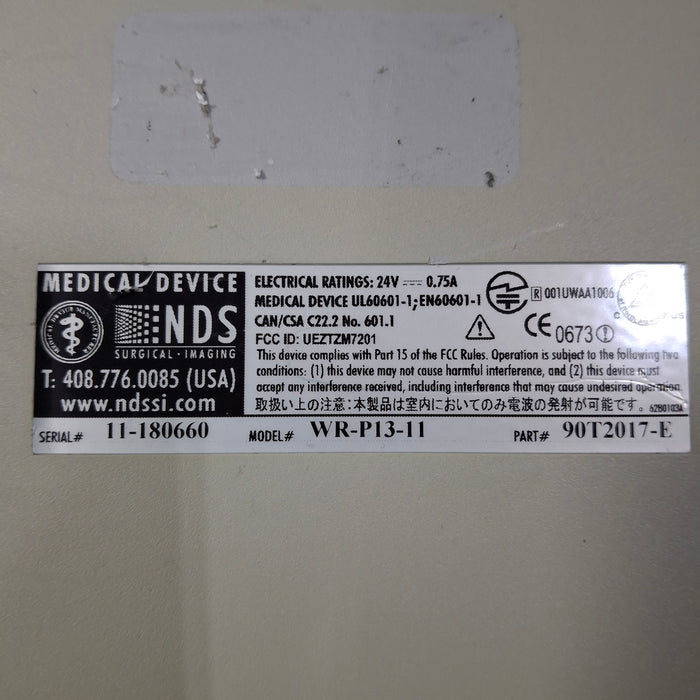 MEDICAL DEVICE
NDS
SURGICAL · IMAGING
T: 408.776.0085 (USA)
www.ndssi.com
ELECTRICAL RATINGS: 24V ⎓ 0.75A
MEDICAL DEVICE UL60601-1; EN60601-1
CAN/CSA C22.2 No. 601.1
FCC ID: UEZTZM7201
R 001UWAA1006
CE 0673
This device complies with Part 15 of the FCC Rules. Operation is subject to the following two
conditions: (1) this device may not cause harmful interference, and (2) this device must
accept any interference received, including interference that may cause undesired operation.
取扱い上の注意:本製品は室内においてのみ電波の発射が可能です。
62B0103A
SERIAL# 11-180660 MODEL# WR-P13-11 PART# 90T2017-E